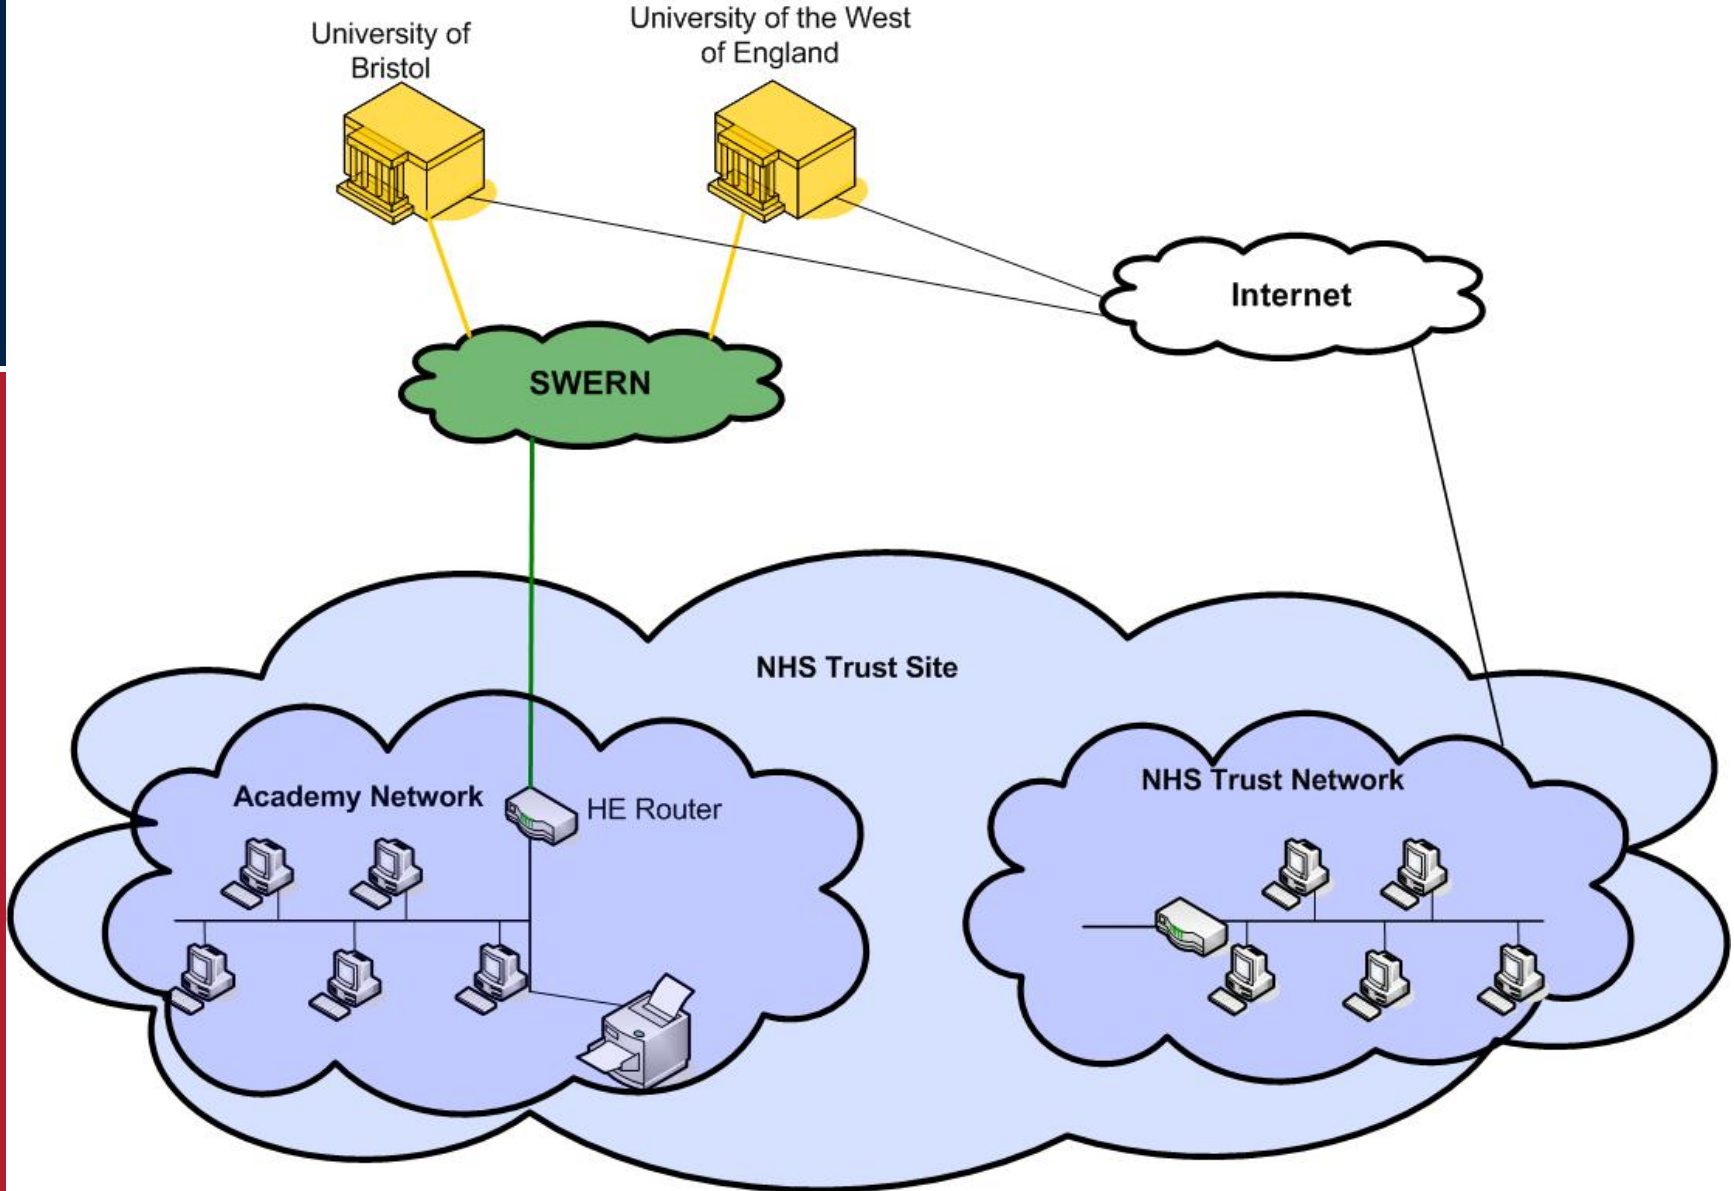 University of
Bristol
University of the West
of England
Internet
SWERN
NHS Trust Site
Academy Network
HE Router
NHS Trust Network